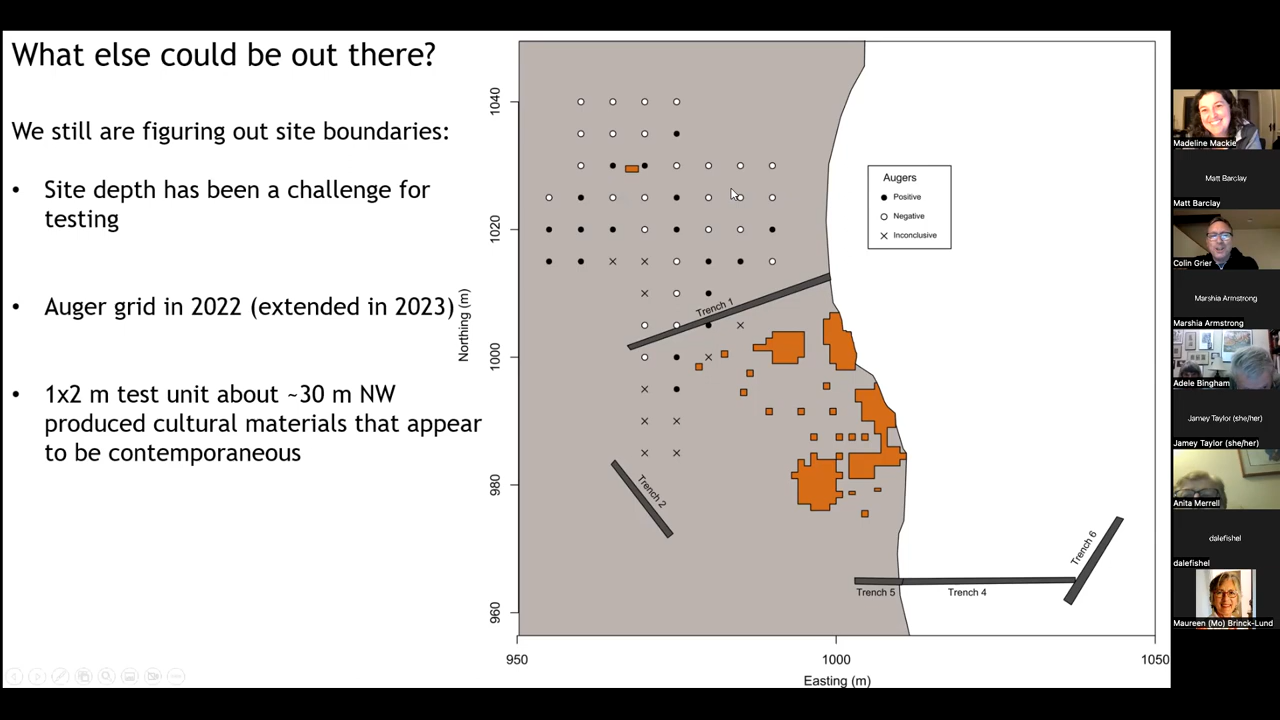 What else could be out there?
We still are figuring out site boundaries:
• Site depth has been a challenge for
testing
• Auger grid in 2022 (extended in 2023)
• 1x2 m test unit about ~30 m NW
produced cultural materials that appear
to be contemporaneous
Northing (m)
1040
1020
1000
980
960
950
1000
1050
Easting (m)
Augers
Positive
Negative
Inconclusive
Trench 1
Trench 2
Trench 5
Trench 4
Trench 6
Madeline Mackie
Matt Barclay
Matt Barclay
Colin Grier
Marshia Armstrong
Marshia Armstrong
Adele Bingham
Jamey Taylor (she/her)
Jamey Taylor (she/her)
Anita Merrell
dalefishel
dalefishel
Maureen (Mo) Brinck-Lund